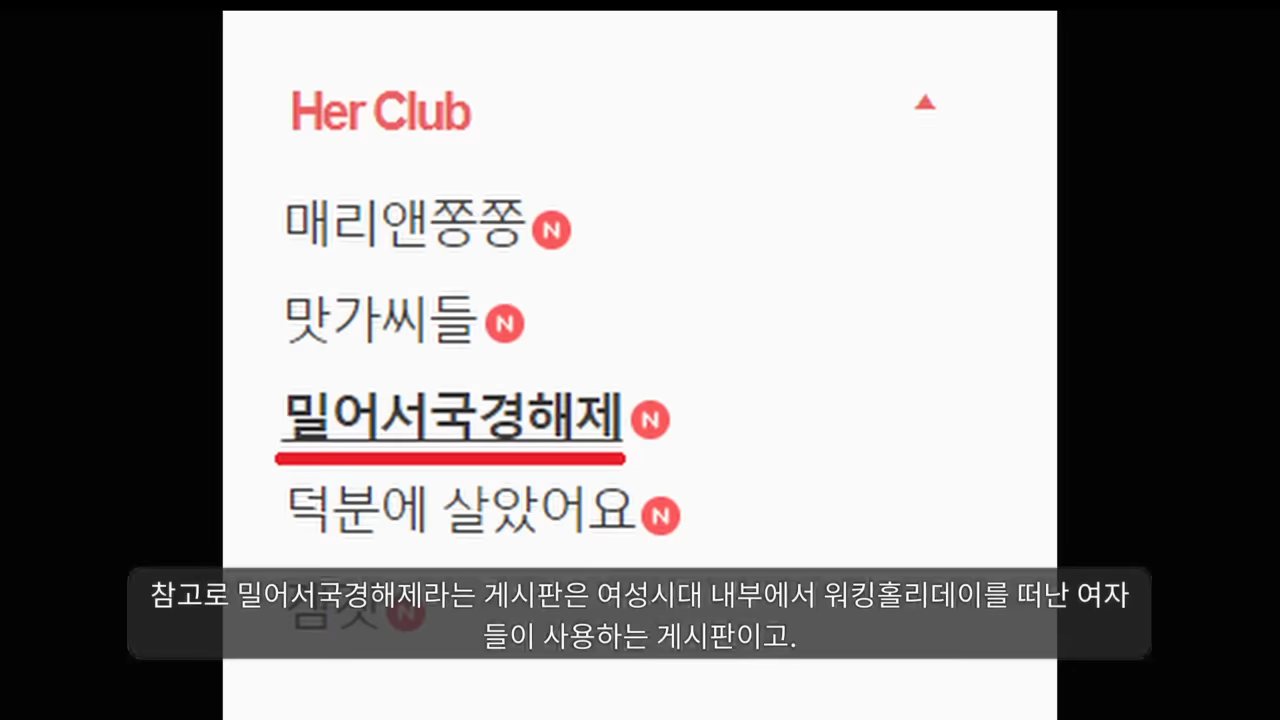 Her Club
매리앤쫑쫑 N
맛가씨들 N
밀어서국경해제 N
덕분에 살았어요 N
참고로 밀어서국경해제라는 게시판은 여성시대 내부에서 워킹홀리데이를 떠난 여자
들이 사용하는 게시판이고.